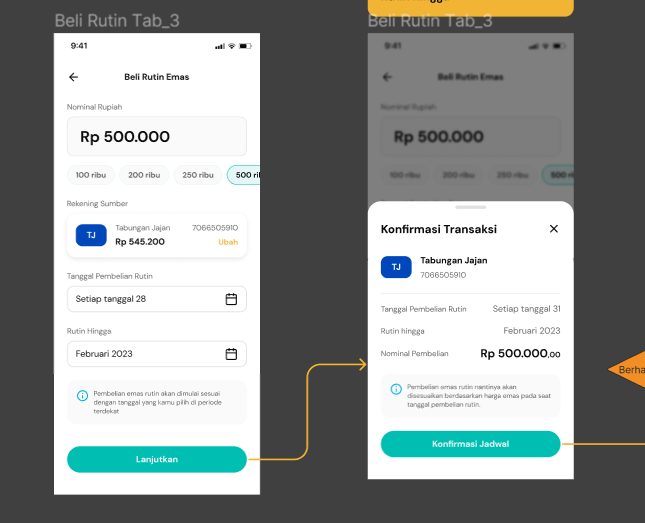 Beli Rutin Tab_3
9:41
Beli Rutin Emas
Nominal Rupiah
Rp 500.000
100 ribu
200 ribu
250 ribu
500 ri
Rekening Sumber
TJ
Tabungan Jajan
7066505910
Rp 545.200
Ubah
Tanggal Pembelian Rutin
Setiap tanggal 28
Rutin Hingga
Februari 2023
Pembelian emas rutin akan dimulai sesuai
dengan tanggal yang kamu pilih di periode
terdekat
Lanjutkan
Beli Rutin Tab_3
9:41
Beli Rutin Emas
Nominal Rupiah
Rp 500.000
100 ribu
200 ribu
250 ribu
500 ri
Konfirmasi Transaksi
TJ
Tabungan Jajan
7066505910
Tanggal Pembelian Rutin
Setiap tanggal 31
Rutin hingga
Februari 2023
Nominal Pembelian
Rp 500.000,00
Pembelian emas rutin nantinya akan
disesuaikan berdasarkan harga emas pada saat
tanggal pembelian rutin.
Konfirmasi Jadwal
Berha